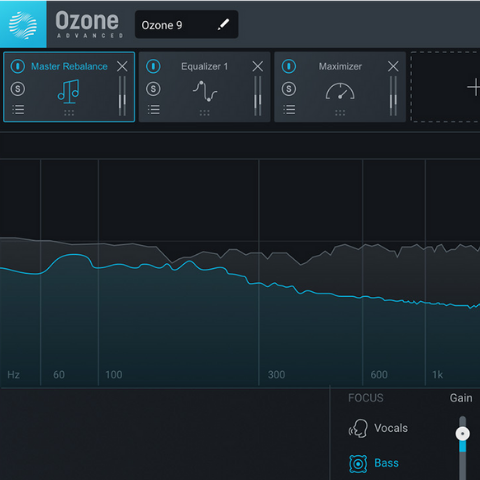 Ozone
ADVANCED
Ozone 9
Master Rebalance
Equalizer 1
Maximizer
S
S
S
Hz
60
100
300
600
1k
FOCUS
Gain
Vocals
Bass